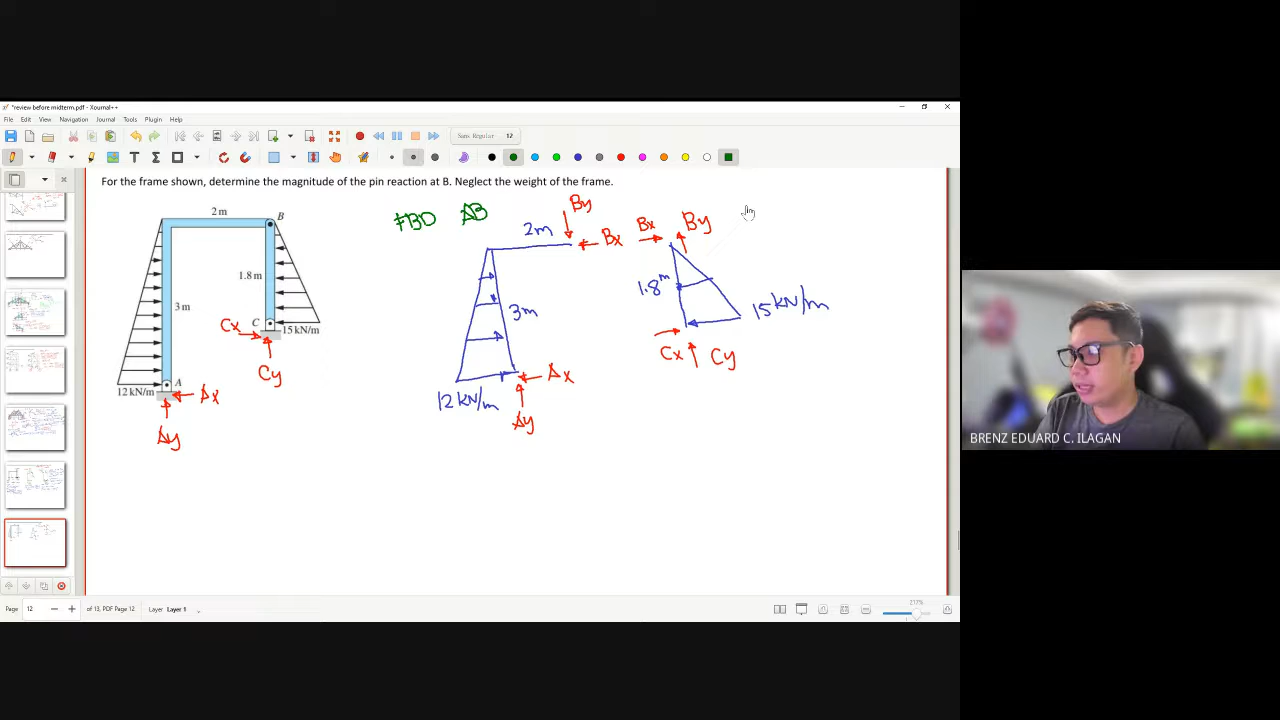 *review before midterm.pdf - Xournal++
File Edit View Navigation Journal Tools Plugin Help
Sans Regular 12
For the frame shown, determine the magnitude of the pin reaction at B. Neglect the weight of the frame.
2 m
B
1.8 m
3 m
C
15 kN/m
Cx
Cy
12 kN/m
A
Ax
Ay
FBD AB
By
2m
Bx
3m
12 kN/m
Ax
Ay
Bx
By
1.8m
15 kN/m
Cx
Cy
Page 12 of 13, PDF Page 12 Layer Layer 1
217%
BRENZ EDUARD C. ILAGAN